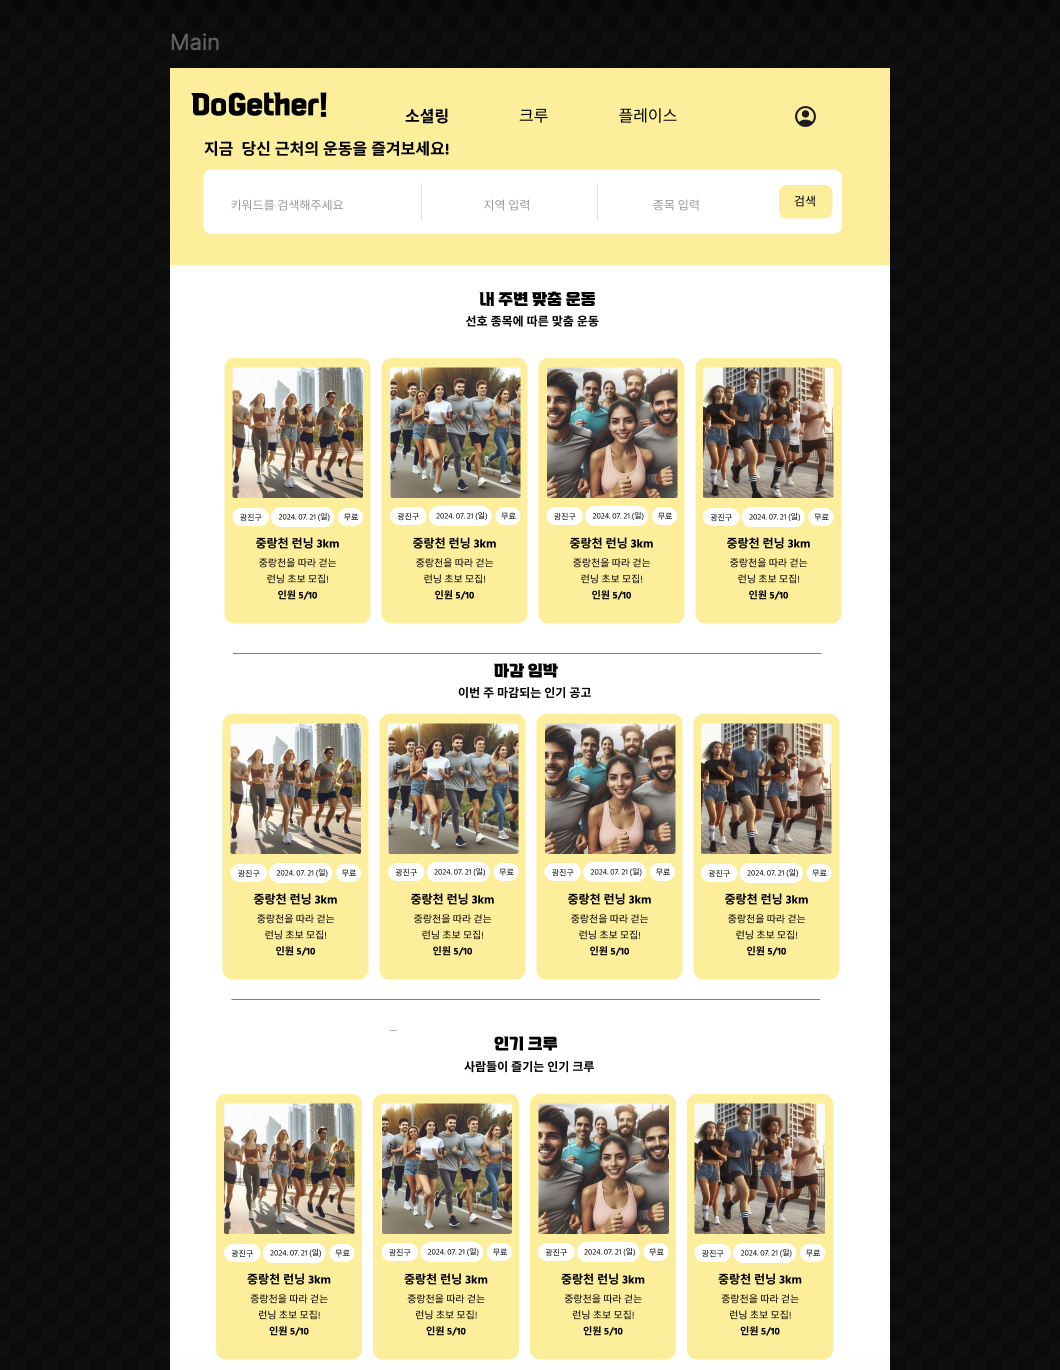 Main
DoGether!
소셜링 크루 플레이스
지금 당신 근처의 운동을 즐겨보세요!
키워드를 검색해주세요 지역 입력 종목 입력 검색
내 주변 맞춤 운동
선호 종목에 따른 맞춤 운동
광진구 2024. 07. 21 (일) 무료 광진구 2024. 07. 21 (일) 무료 광진구 2024. 07. 21 (일) 무료 광진구 2024. 07. 21 (일) 무료
중랑천 런닝 3km 중랑천 런닝 3km 중랑천 런닝 3km 중랑천 런닝 3km
중랑천을 따라 걷는 중랑천을 따라 걷는 중랑천을 따라 걷는 중랑천을 따라 걷는
런닝 초보 모집! 런닝 초보 모집! 런닝 초보 모집! 런닝 초보 모집!
인원 5/10 인원 5/10 인원 5/10 인원 5/10
마감 임박
이번 주 마감되는 인기 공고
광진구 2024. 07. 21 (일) 무료 광진구 2024. 07. 21 (일) 무료 광진구 2024. 07. 21 (일) 무료 광진구 2024. 07. 21 (일) 무료
중랑천 런닝 3km 중랑천 런닝 3km 중랑천 런닝 3km 중랑천 런닝 3km
중랑천을 따라 걷는 중랑천을 따라 걷는 중랑천을 따라 걷는 중랑천을 따라 걷는
런닝 초보 모집! 런닝 초보 모집! 런닝 초보 모집! 런닝 초보 모집!
인원 5/10 인원 5/10 인원 5/10 인원 5/10
인기 크루
사람들이 즐기는 인기 크루
광진구 2024. 07. 21 (일) 무료 광진구 2024. 07. 21 (일) 무료 광진구 2024. 07. 21 (일) 무료 광진구 2024. 07. 21 (일) 무료
중랑천 런닝 3km 중랑천 런닝 3km 중랑천 런닝 3km 중랑천 런닝 3km
중랑천을 따라 걷는 중랑천을 따라 걷는 중랑천을 따라 걷는 중랑천을 따라 걷는
런닝 초보 모집! 런닝 초보 모집! 런닝 초보 모집! 런닝 초보 모집!
인원 5/10 인원 5/10 인원 5/10 인원 5/10